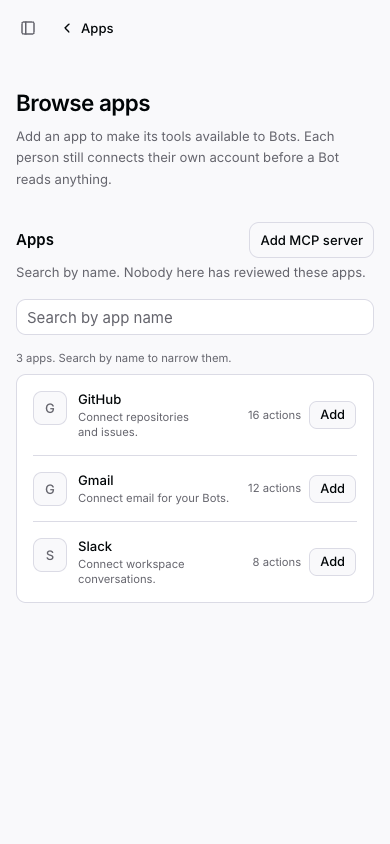 Apps
Browse apps
Add an app to make its tools available to Bots. Each
person still connects their own account before a Bot
reads anything.
Apps
Add MCP server
Search by name. Nobody here has reviewed these apps.
Search by app name
3 apps. Search by name to narrow them.
G
GitHub
Connect repositories
and issues.
16 actions
Add
G
Gmail
Connect email for your Bots.
12 actions
Add
S
Slack
Connect workspace
conversations.
8 actions
Add